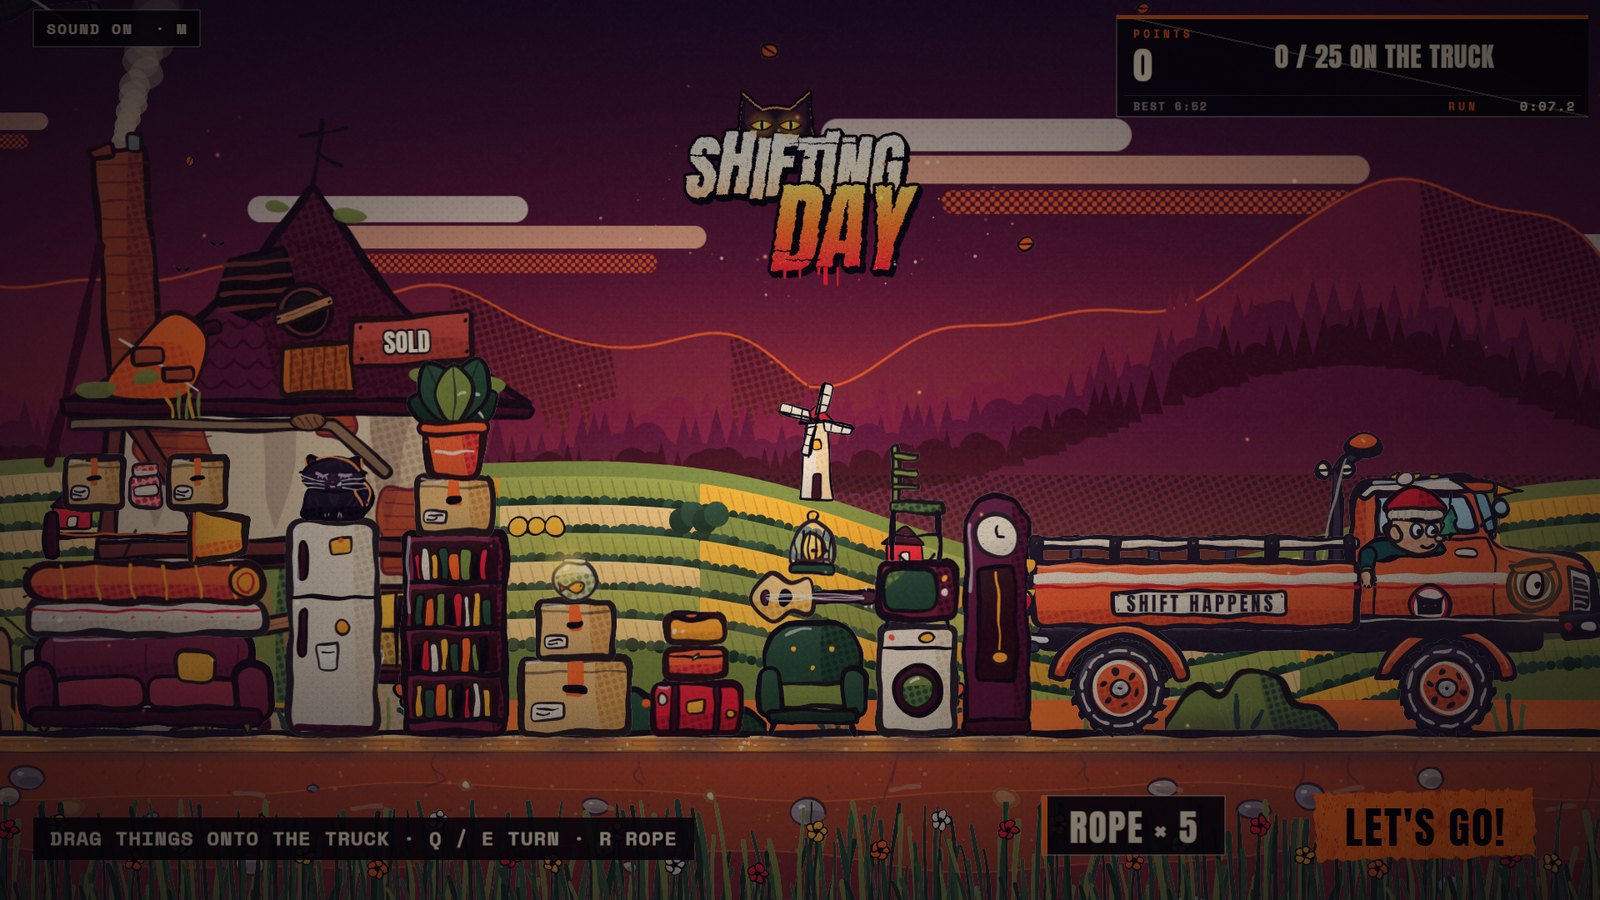 SOUND ON · M
POINTS
0
0 / 25 ON THE TRUCK
BEST 6:52
RUN 0:07.2
SHIFTING
DAY
SOLD
SHIFT HAPPENS
DRAG THINGS ONTO THE TRUCK · Q / E TURN · R ROPE
ROPE × 5
LET'S GO!